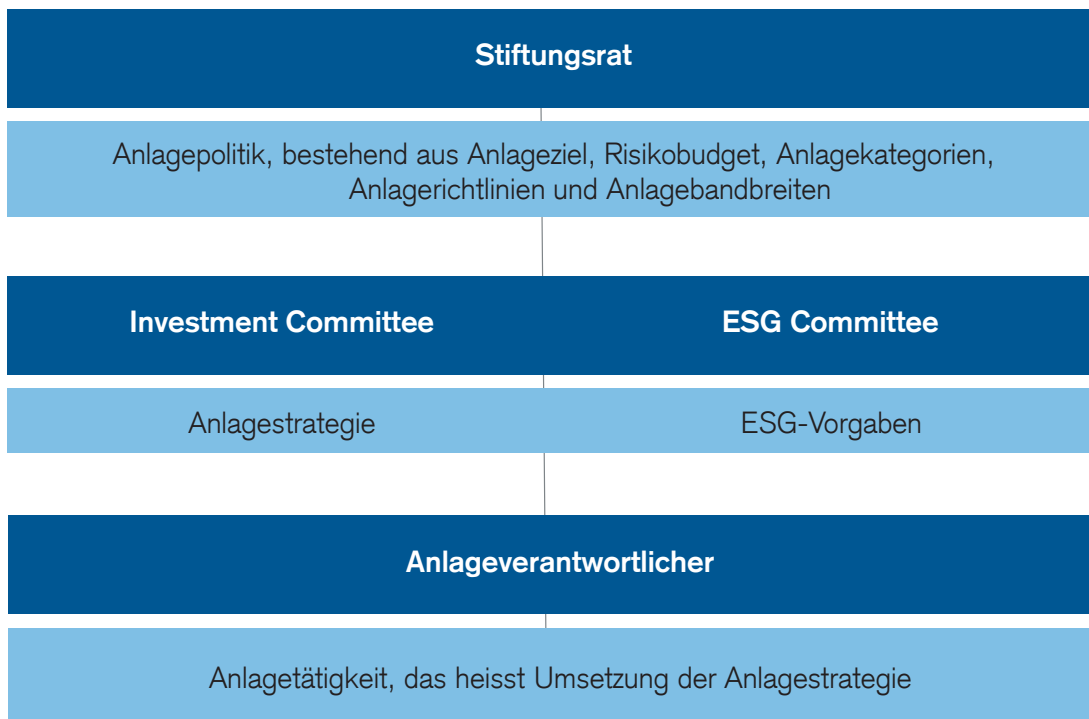 Stiftungsrat
Anlagepolitik, bestehend aus Anlageziel, Risikobudget, Anlagekategorien,
Anlagerichtlinien und Anlagebandbreiten
Investment Committee
ESG Committee
Anlagestrategie
ESG-Vorgaben
Anlageverantwortlicher
Anlagetätigkeit, das heisst Umsetzung der Anlagestrategie